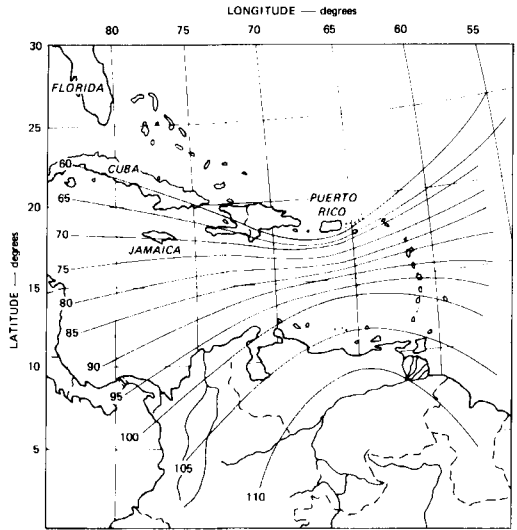 LONGITUDE — degrees
80 75 70 65 60 55
30
FLORIDA
25
CUBA
60
65
20
PUERTO
RICO
70
JAMAICA
75
15
80
85
10
90
95
100
5
105
110
LATITUDE — degrees